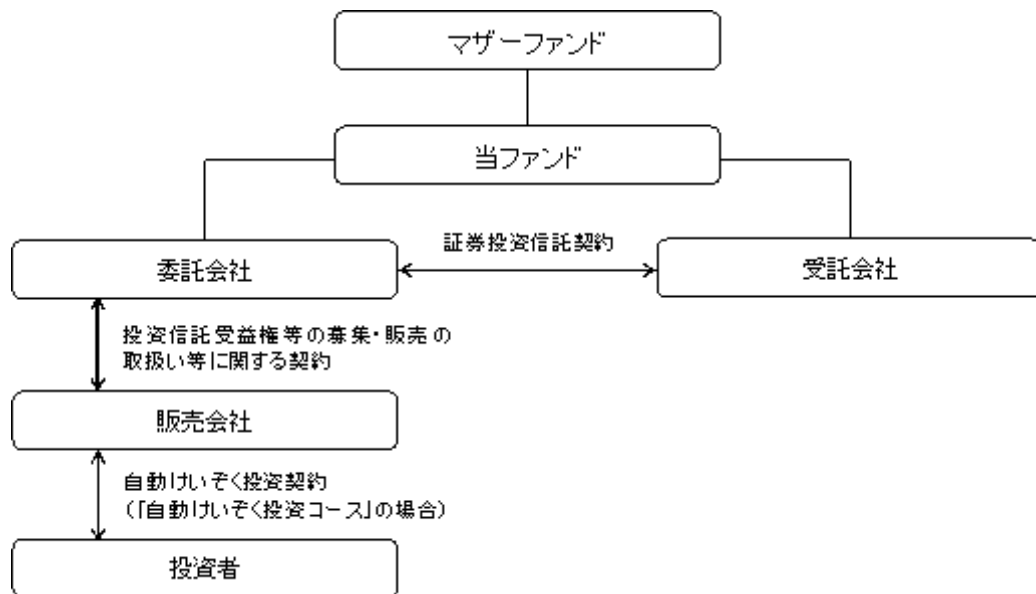 マザーファンド
当ファンド
証券投資信託契約
委託会社
受託会社
投資信託受益権等の募集・販売の
取扱い等に関する契約
販売会社
自動けいぞく投資契約
(「自動けいぞく投資コース」の場合)
投資者